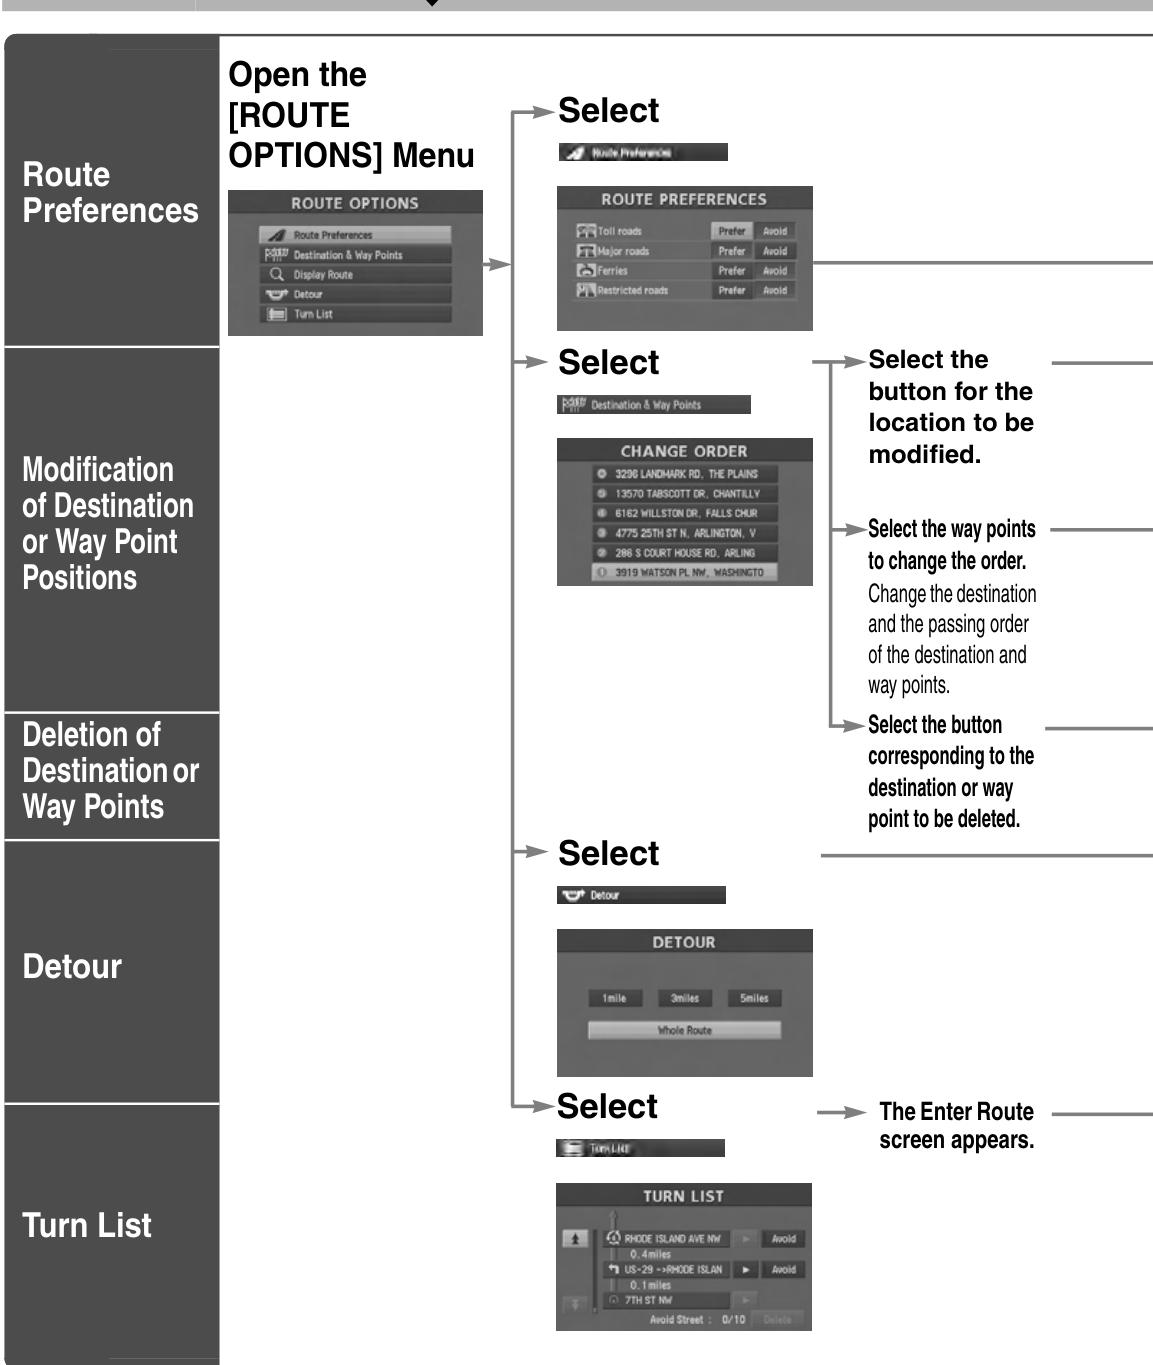 Route
Preferences
Open the
[ROUTE
OPTIONS] Menu
ROUTE OPTIONS
Route Preferences
Destination & Way Points
Display Route
Detour
Turn List
Select
Route Preferences
ROUTE PREFERENCES
Toll roads Prefer Avoid
Major roads Prefer Avoid
Ferries Prefer Avoid
Restricted roads Prefer Avoid
Modification
of Destination
or Way Point
Positions
Select
Destination & Way Points
CHANGE ORDER
3298 LANDMARK RD, THE PLAINS
13570 TABSCOTT DR, CHANTILLY
6162 WILLSTON DR, FALLS CHUR
4775 25TH ST N, ARLINGTON, V
286 S COURT HOUSE RD, ARLING
3919 WATSON PL NW, WASHINGTO
Select the
button for the
location to be
modified.
Select the way points
to change the order.
Change the destination
and the passing order
of the destination and
way points.
Deletion of
Destination or
Way Points
Select the button
corresponding to the
destination or way
point to be deleted.
Detour
Select
Detour
DETOUR
1mile 3miles 5miles
Whole Route
Turn List
Select
Turn List
TURN LIST
RHODE ISLAND AVE NW Avoid
0.4miles
US-29 ->RHODE ISLAN Avoid
0.1miles
7TH ST NW
Avoid Street : 0/10 Delete
The Enter Route
screen appears.